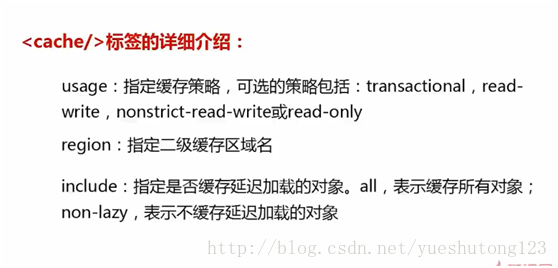 <cache/>标签的详细介绍：
usage：指定缓存策略，可选的策略包括：transactional，read-
write，nonstrict-read-write或read-only
region：指定二级缓存区域名
include：指定是否缓存延迟加载的对象。all，表示缓存所有对象；
non-lazy，表示不缓存延迟加载的对象
http://blog.csdn.net/yueshutong123